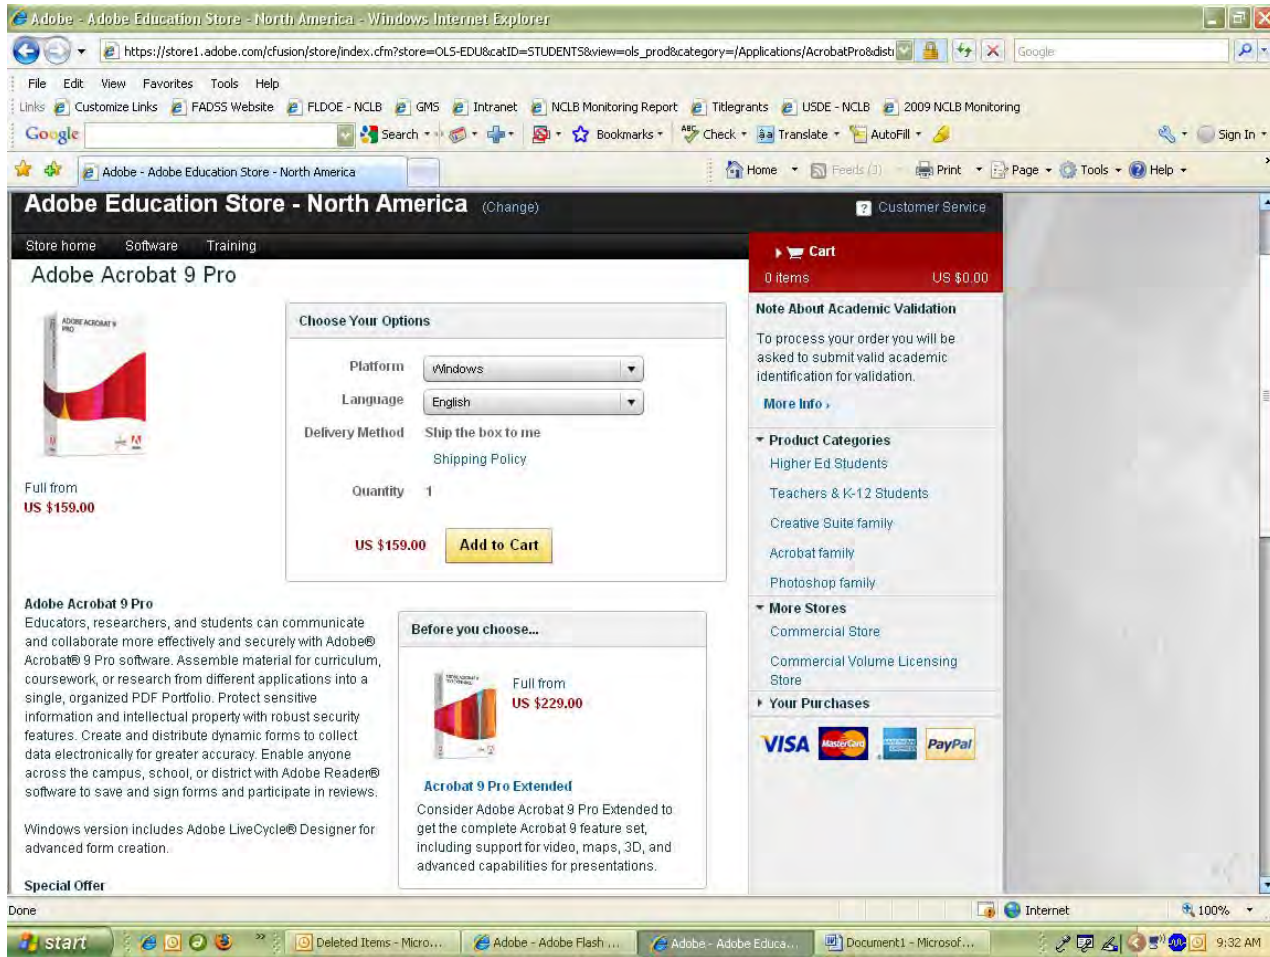 Adobe - Adobe Education Store - North America - Windows Internet Explorer
https://store1.adobe.com/cfusion/store/index.cfm?store=OLS-EDU&catID=STUDENTS&view=ols_prod&category=/Applications/AcrobatPro&disti
Google
File Edit View Favorites Tools Help
Links Customize Links FADSS Website FLDOE - NCLB GMS Intranet NCLB Monitoring Report Titlegrants USDE - NCLB 2009 NCLB Monitoring
Google Search Bookmarks Check Translate AutoFill Sign In
Adobe - Adobe Education Store - North America
Home Feeds (3) Print Page Tools Help
Adobe Education Store - North America (Change)
Customer Service
Store home Software Training
Cart
0 items US $0.00
Adobe Acrobat 9 Pro
ADOBE ACROBAT 9
PRO
Full from
US $159.00
Choose Your Options
Platform Windows
Language English
Delivery Method Ship the box to me
Shipping Policy
Quantity 1
US $159.00 Add to Cart
Adobe Acrobat 9 Pro
Educators, researchers, and students can communicate
and collaborate more effectively and securely with Adobe®
Acrobat® 9 Pro software. Assemble material for curriculum,
coursework, or research from different applications into a
single, organized PDF Portfolio. Protect sensitive
information and intellectual property with robust security
features. Create and distribute dynamic forms to collect
data electronically for greater accuracy. Enable anyone
across the campus, school, or district with Adobe Reader®
software to save and sign forms and participate in reviews.
Windows version includes Adobe LiveCycle® Designer for
advanced form creation.
Special Offer
Before you choose...
Full from
US $229.00
Acrobat 9 Pro Extended
Consider Adobe Acrobat 9 Pro Extended to
get the complete Acrobat 9 feature set,
including support for video, maps, 3D, and
advanced capabilities for presentations.
Note About Academic Validation
To process your order you will be
asked to submit valid academic
identification for validation.
More Info ›
Product Categories
Higher Ed Students
Teachers & K-12 Students
Creative Suite family
Acrobat family
Photoshop family
More Stores
Commercial Store
Commercial Volume Licensing
Store
Your Purchases
VISA MasterCard PayPal
Done Internet 100%
start Deleted Items - Micro... Adobe - Adobe Flash ... Adobe - Adobe Educa... Document1 - Microsof... 9:32 AM